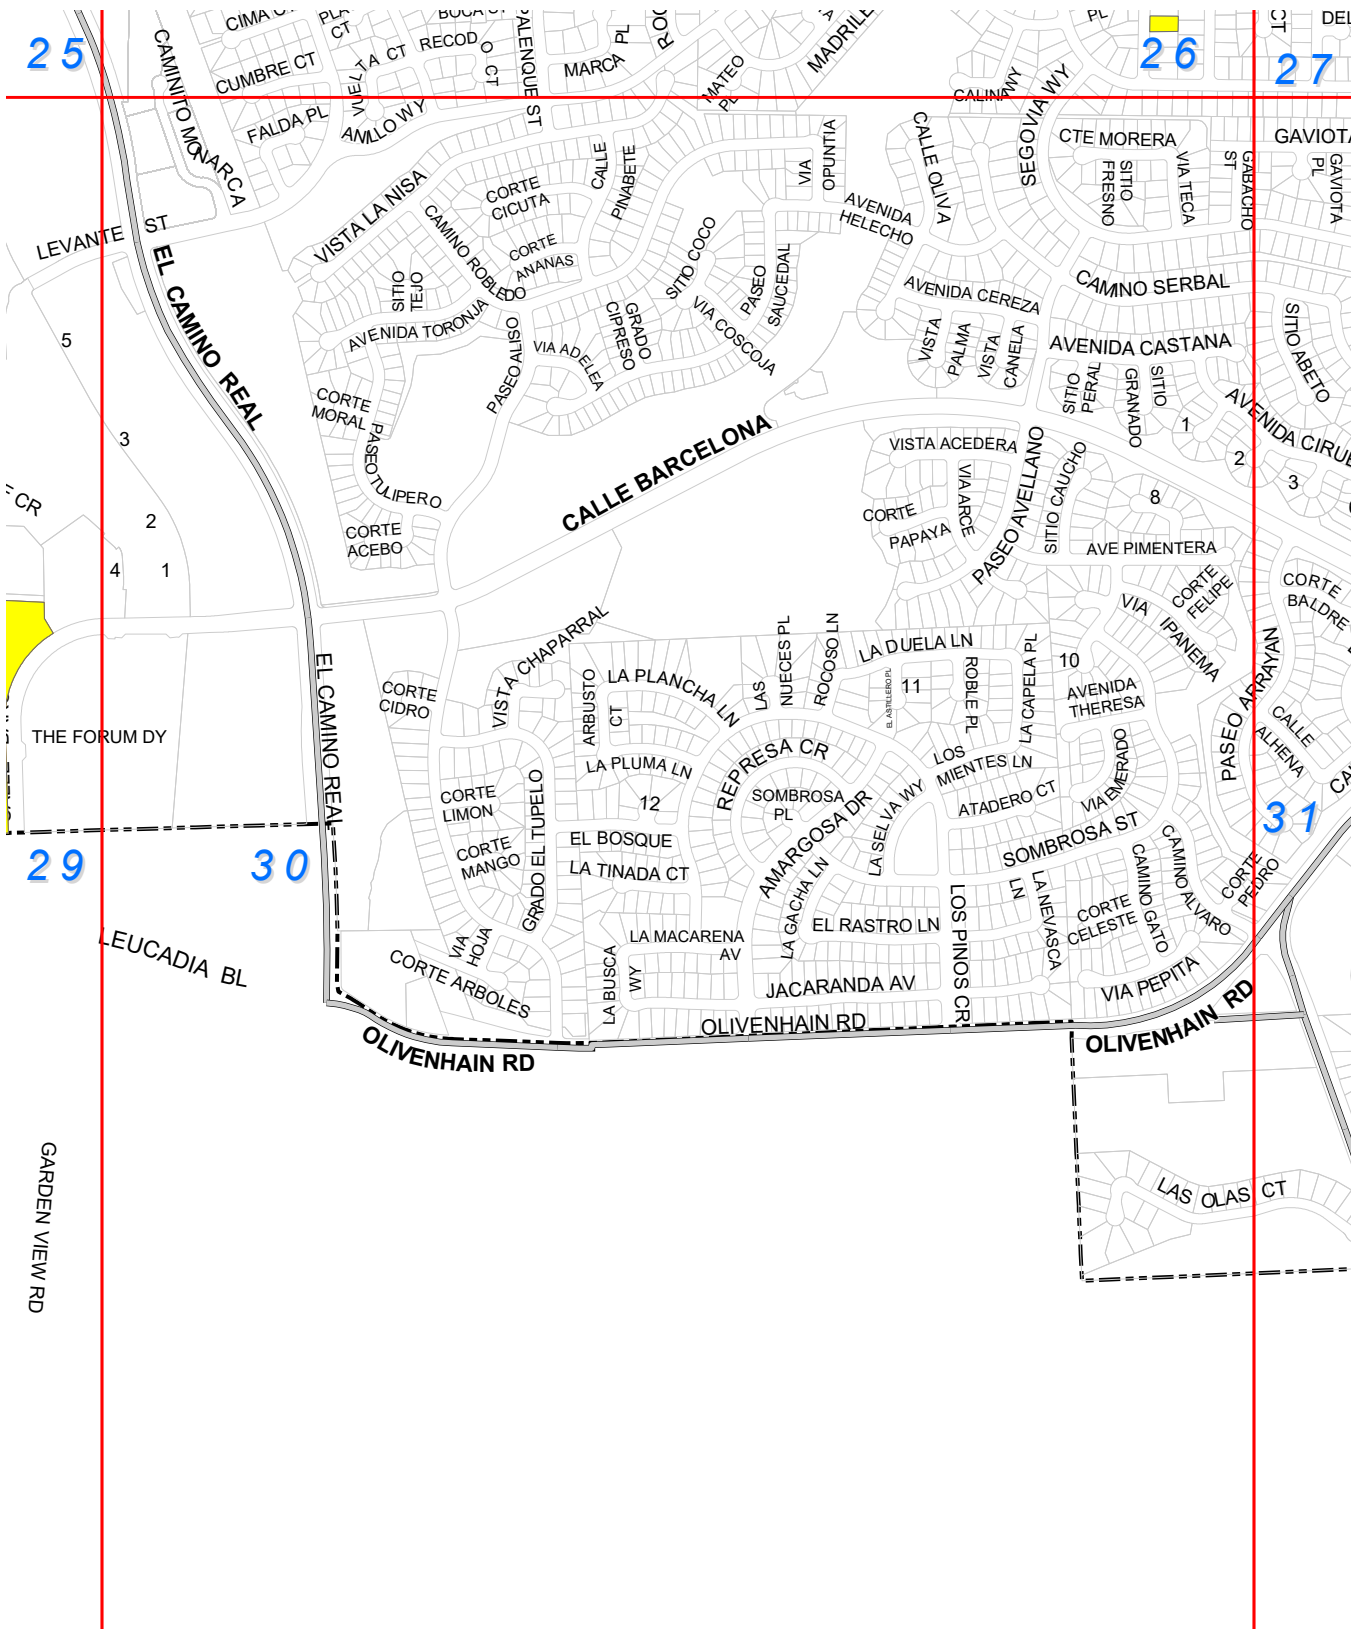 CUMBRE CT
VUELTA CT
RECODO CT
PALENQUE ST
MARCA PL
MATEO PL
PL
CT
25
26
27
CAMINITO MONARCA
FALDA PL
ANILLO WY
CALINA WY
SEGOVIA WY
CALLE OLIVA
CTE MORERA
GAVIOTA
VISTA LA NISA
CORTE CICUTA
CALLE PINABETE
VIA OPUNTIA
SITIO FRESNO
VIA TECA
GABACHO ST
GAVIOTA PL
LEVANTE ST
CAMINO ROBLEDO
CORTE ANANAS
SITIO COCO
AVENIDA HELECHO
EL CAMINO REAL
SITIO TEJO
PASEO SAUCEDAL
AVENIDA CEREZA
CAMINO SERBAL
AVENIDA TORONJA
PASEO ALISO
VIA ADELEA
GRADO CIPRESO
VIA COSCOJA
VISTA PALMA
VISTA CANELA
AVENIDA CASTANA
SITIO ABETO
5
CORTE MORAL
SITIO PERAL
SITIO GRANADO
3
1
2
3
CALLE BARCELONA
VISTA ACEDERA
PASEO TULIPERO
VIA ARCE
PASEO AVELLANO
SITIO CAUCHO
8
CR
2
CORTE ACEBO
CORTE PAPAYA
AVE PIMENTERA
4
1
CORTE FELIPE
CORTE
VIA IPANEMA
VISTA CHAPARRAL
LAS NUECES PL
ROCOSO LN
LA DUELA LN
LA CAPELA PL
10
PASEO ARRAYAN
EL CAMINO REAL
CORTE CIDRO
ARBUSTO CT
LA PLANCHA LN
EL ASTILLERO PL
11
ROBLE PL
AVENIDA THERESA
THE FORUM DY
CALLE ALHENA
LA PLUMA LN
REPRESA CR
LOS MIENTES LN
VIA EMERADO
CORTE LIMON
12
SOMBROSA PL
AMARGOSA DR
LA SELVA WY
ATADERO CT
31
GRADO EL TUPELO
EL BOSQUE
SOMBROSA ST
29
30
CORTE MANGO
LA TINADA CT
LA GACHA LN
LOS PINOS CR
LA NEVASCA LN
CAMINO GATO
CAMINO ALVARO
CORTE PEDRO
LEUCADIA BL
VIA HOJA
LA MACARENA AV
EL RASTRO LN
CORTE CELESTE
CORTE ARBOLES
LA BUSCA WY
JACARANDA AV
VIA PEPITA
OLIVENHAIN RD
OLIVENHAIN RD
OLIVENHAIN RD
GARDEN VIEW RD
LAS OLAS CT